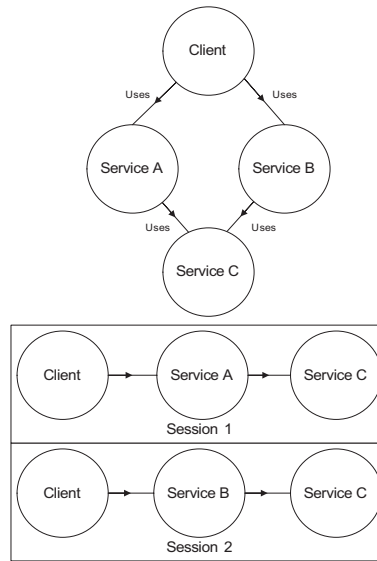 Client
Uses
Uses
Service A
Service B
Uses
Uses
Service C
Client
Service A
Service C
Session 1
Client
Service B
Service C
Session 2